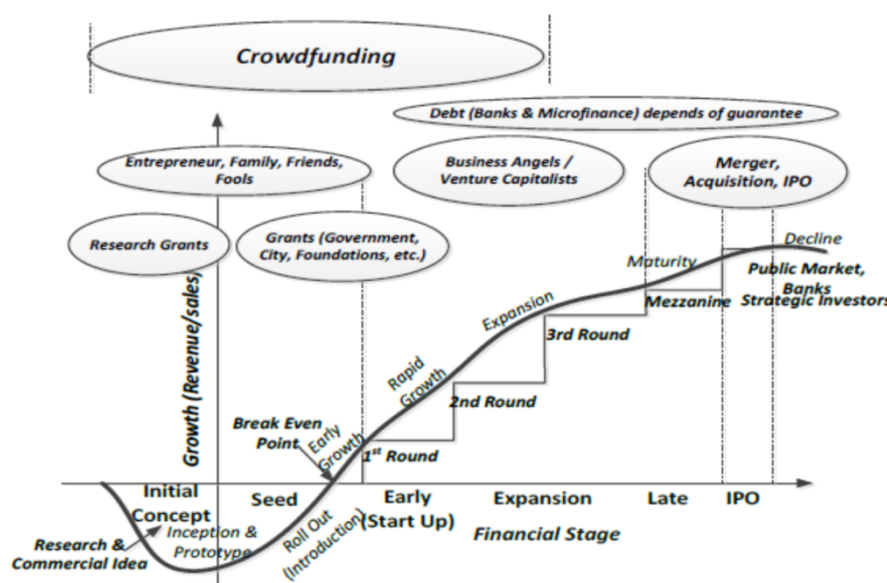 Crowdfunding
Debt (Banks & Microfinance) depends of guarantee
Entrepreneur, Family, Friends,
Fools
Business Angels /
Venture Capitalists
Merger,
Acquisition, IPO
Research Grants
Grants (Government,
City, Foundations, etc.)
Growth (Revenue/sales,
Decline
Maturity
Public Market,
Banks
Strategic Investors
Mezzanine
Expansion
3rd Round
Rapid
Growth
2nd Round
Break Even
Point
Early
Growth
1st Round
Initial
Concept
Seed
Early
(Start Up)
Expansion
Late
IPO
Financial Stage
Research &
Commercial Idea
Inception &
Prototype
Roll Out
(Introduction)